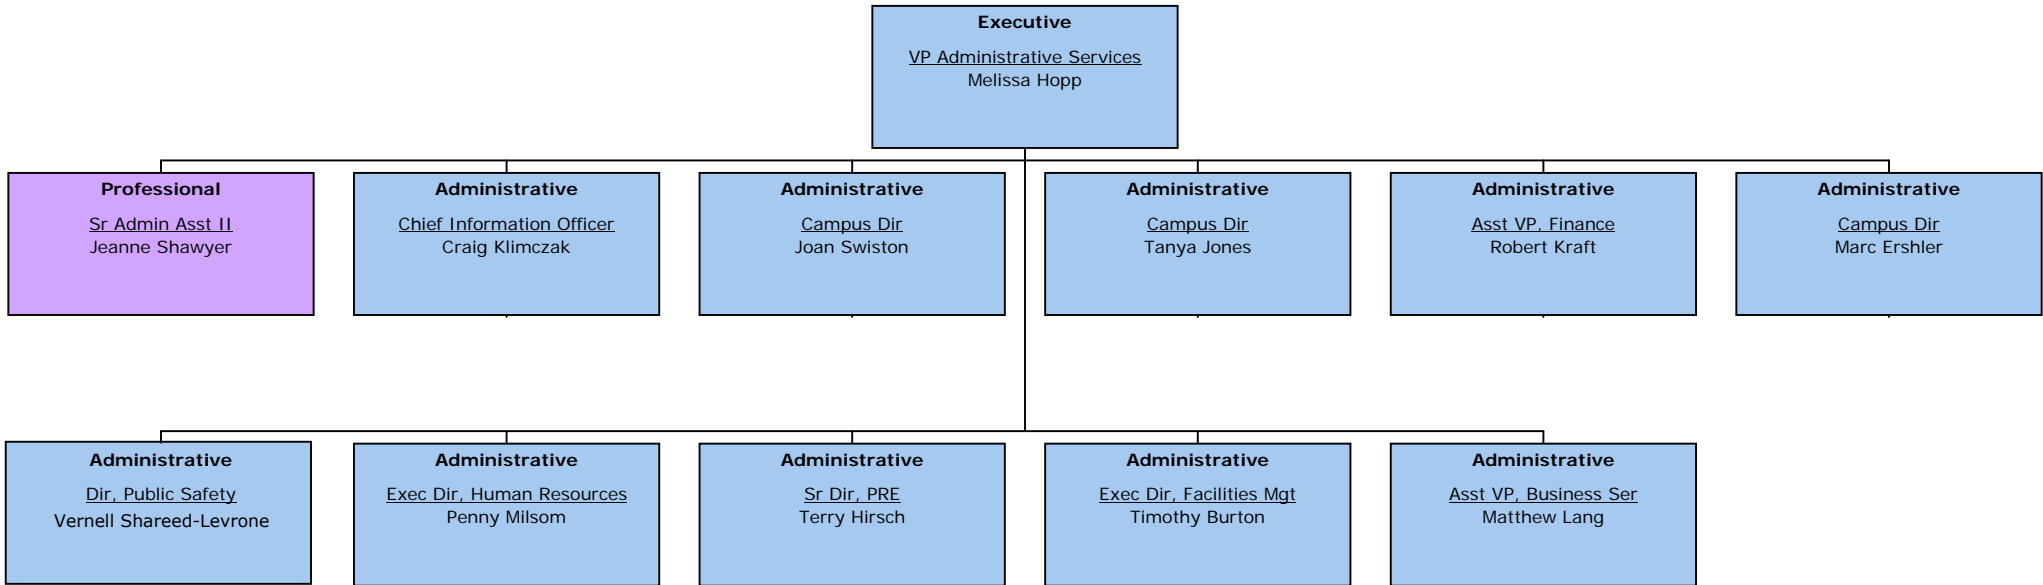 Executive
VP Administrative Services
Melissa Hopp
Professional
Sr Admin Asst II
Jeanne Shawyer
Administrative
Chief Information Officer
Craig Klimczak
Administrative
Campus Dir
Joan Swiston
Administrative
Campus Dir
Tanya Jones
Administrative
Asst VP, Finance
Robert Kraft
Administrative
Campus Dir
Marc Ershler
Administrative
Dir, Public Safety
Vernell Shareed-Levrone
Administrative
Exec Dir, Human Resources
Penny Milsom
Administrative
Sr Dir, PRE
Terry Hirsch
Administrative
Exec Dir, Facilities Mgt
Timothy Burton
Administrative
Asst VP, Business Ser
Matthew Lang